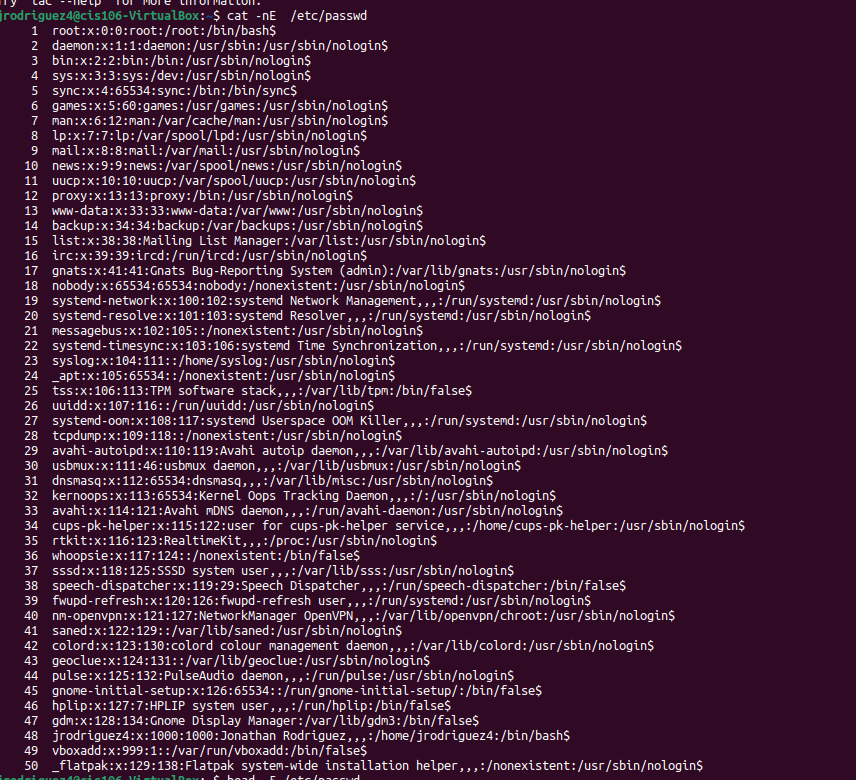 ry 'tac --help' for more information.
jrodriguez4@cis106-VirtualBox:~$ cat -nE  /etc/passwd
     1  root:x:0:0:root:/root:/bin/bash$
     2  daemon:x:1:1:daemon:/usr/sbin:/usr/sbin/nologin$
     3  bin:x:2:2:bin:/bin:/usr/sbin/nologin$
     4  sys:x:3:3:sys:/dev:/usr/sbin/nologin$
     5  sync:x:4:65534:sync:/bin:/bin/sync$
     6  games:x:5:60:games:/usr/games:/usr/sbin/nologin$
     7  man:x:6:12:man:/var/cache/man:/usr/sbin/nologin$
     8  lp:x:7:7:lp:/var/spool/lpd:/usr/sbin/nologin$
     9  mail:x:8:8:mail:/var/mail:/usr/sbin/nologin$
    10  news:x:9:9:news:/var/spool/news:/usr/sbin/nologin$
    11  uucp:x:10:10:uucp:/var/spool/uucp:/usr/sbin/nologin$
    12  proxy:x:13:13:proxy:/bin:/usr/sbin/nologin$
    13  www-data:x:33:33:www-data:/var/www:/usr/sbin/nologin$
    14  backup:x:34:34:backup:/var/backups:/usr/sbin/nologin$
    15  list:x:38:38:Mailing List Manager:/var/list:/usr/sbin/nologin$
    16  irc:x:39:39:ircd:/run/ircd:/usr/sbin/nologin$
    17  gnats:x:41:41:Gnats Bug-Reporting System (admin):/var/lib/gnats:/usr/sbin/nologin$
    18  nobody:x:65534:65534:nobody:/nonexistent:/usr/sbin/nologin$
    19  systemd-network:x:100:102:systemd Network Management,,,:/run/systemd:/usr/sbin/nologin$
    20  systemd-resolve:x:101:103:systemd Resolver,,,:/run/systemd:/usr/sbin/nologin$
    21  messagebus:x:102:105::/nonexistent:/usr/sbin/nologin$
    22  systemd-timesync:x:103:106:systemd Time Synchronization,,,:/run/systemd:/usr/sbin/nologin$
    23  syslog:x:104:111::/home/syslog:/usr/sbin/nologin$
    24  _apt:x:105:65534::/nonexistent:/usr/sbin/nologin$
    25  tss:x:106:113:TPM software stack,,,:/var/lib/tpm:/bin/false$
    26  uuidd:x:107:116::/run/uuidd:/usr/sbin/nologin$
    27  systemd-oom:x:108:117:systemd Userspace OOM Killer,,,:/run/systemd:/usr/sbin/nologin$
    28  tcpdump:x:109:118::/nonexistent:/usr/sbin/nologin$
    29  avahi-autoipd:x:110:119:Avahi autoip daemon,,,:/var/lib/avahi-autoipd:/usr/sbin/nologin$
    30  usbmux:x:111:46:usbmux daemon,,,:/var/lib/usbmux:/usr/sbin/nologin$
    31  dnsmasq:x:112:65534:dnsmasq,,,:/var/lib/misc:/usr/sbin/nologin$
    32  kernoops:x:113:65534:Kernel Oops Tracking Daemon,,,:/:/usr/sbin/nologin$
    33  avahi:x:114:121:Avahi mDNS daemon,,,:/run/avahi-daemon:/usr/sbin/nologin$
    34  cups-pk-helper:x:115:122:user for cups-pk-helper service,,,:/home/cups-pk-helper:/usr/sbin/nologin$
    35  rtkit:x:116:123:RealtimeKit,,,:/proc:/usr/sbin/nologin$
    36  whoopsie:x:117:124::/nonexistent:/bin/false$
    37  sssd:x:118:125:SSSD system user,,,:/var/lib/sss:/usr/sbin/nologin$
    38  speech-dispatcher:x:119:29:Speech Dispatcher,,,:/run/speech-dispatcher:/bin/false$
    39  fwupd-refresh:x:120:126:fwupd-refresh user,,,:/run/systemd:/usr/sbin/nologin$
    40  nm-openvpn:x:121:127:NetworkManager OpenVPN,,,:/var/lib/openvpn/chroot:/usr/sbin/nologin$
    41  saned:x:122:129::/var/lib/saned:/usr/sbin/nologin$
    42  colord:x:123:130:colord colour management daemon,,,:/var/lib/colord:/usr/sbin/nologin$
    43  geoclue:x:124:131::/var/lib/geoclue:/usr/sbin/nologin$
    44  pulse:x:125:132:PulseAudio daemon,,,:/run/pulse:/usr/sbin/nologin$
    45  gnome-initial-setup:x:126:65534::/run/gnome-initial-setup/:/bin/false$
    46  hplip:x:127:7:HPLIP system user,,,:/run/hplip:/bin/false$
    47  gdm:x:128:134:Gnome Display Manager:/var/lib/gdm3:/bin/false$
    48  jrodriguez4:x:1000:1000:Jonathan Rodriguez,,,:/home/jrodriguez4:/bin/bash$
    49  vboxadd:x:999:1::/var/run/vboxadd:/bin/false$
    50  _flatpak:x:129:138:Flatpak system-wide installation helper,,,:/nonexistent:/usr/sbin/nologin$
jrodriguez4@cis106-VirtualBox:~$ head -5 /etc/passwd